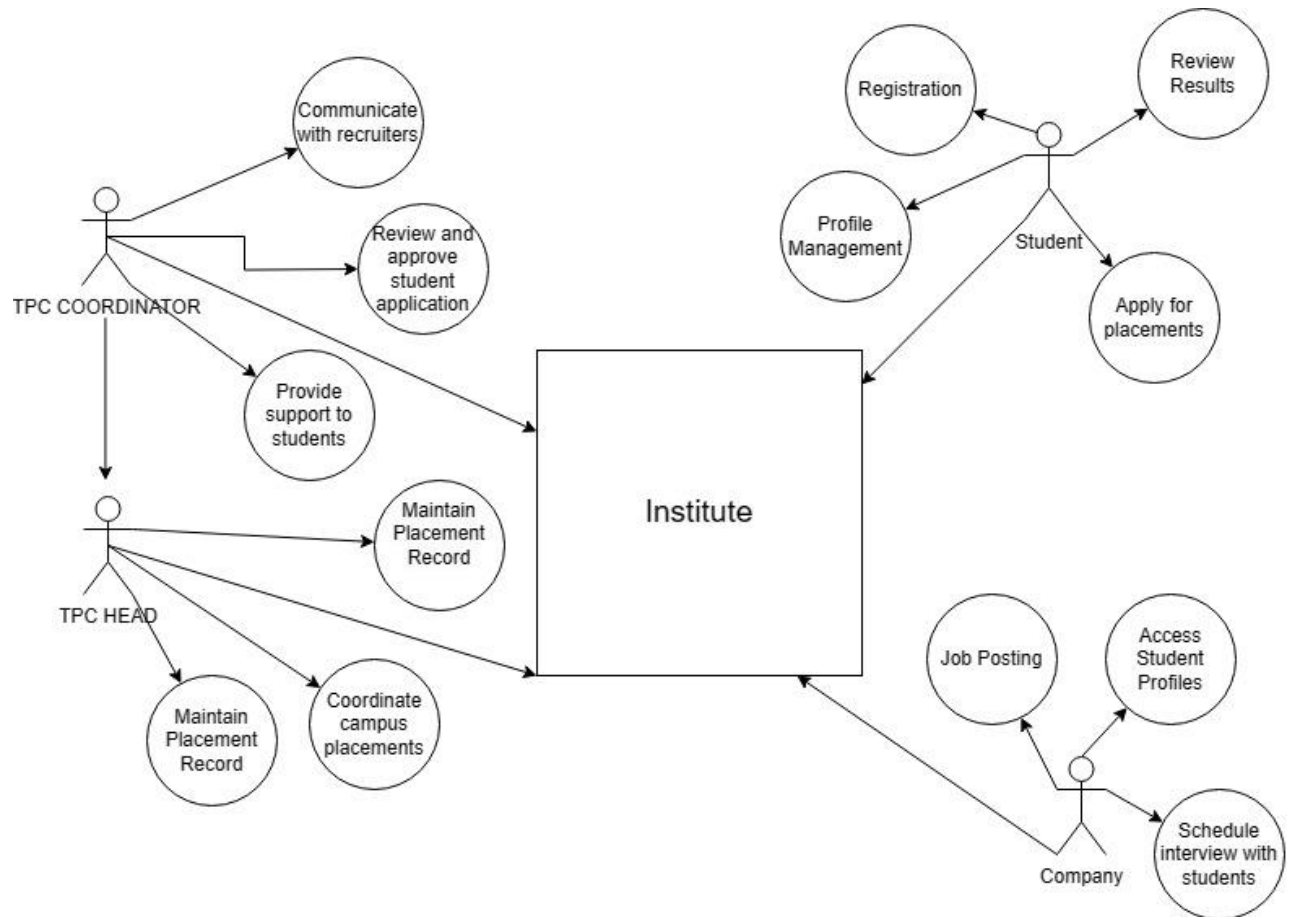 Communicate
with recruiters
Review and
approve
student
application
TPC COORDINATOR
Provide
support to
students
Maintain
Placement
Record
TPC HEAD
Maintain
Placement
Record
Coordinate
campus
placements
Institute
Registration
Review
Results
Profile
Management
Student
Apply for
placements
Job Posting
Access
Student
Profiles
Schedule
interview with
students
Company